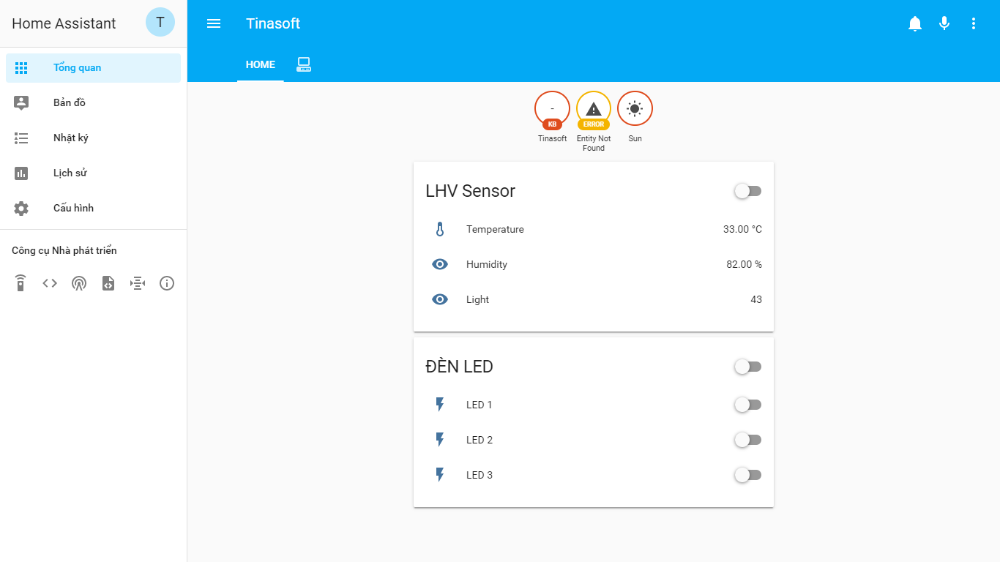 Home Assistant
T
Tinasoft
HOME
Tổng quan
Bản đồ
Nhật ký
Lịch sử
Cấu hình
Công cụ Nhà phát triển
-
KB
Tinasoft
ERROR
Entity Not
Found
Sun
LHV Sensor
Temperature 33.00 °C
Humidity 82.00 %
Light 43
ĐÈN LED
LED 1
LED 2
LED 3